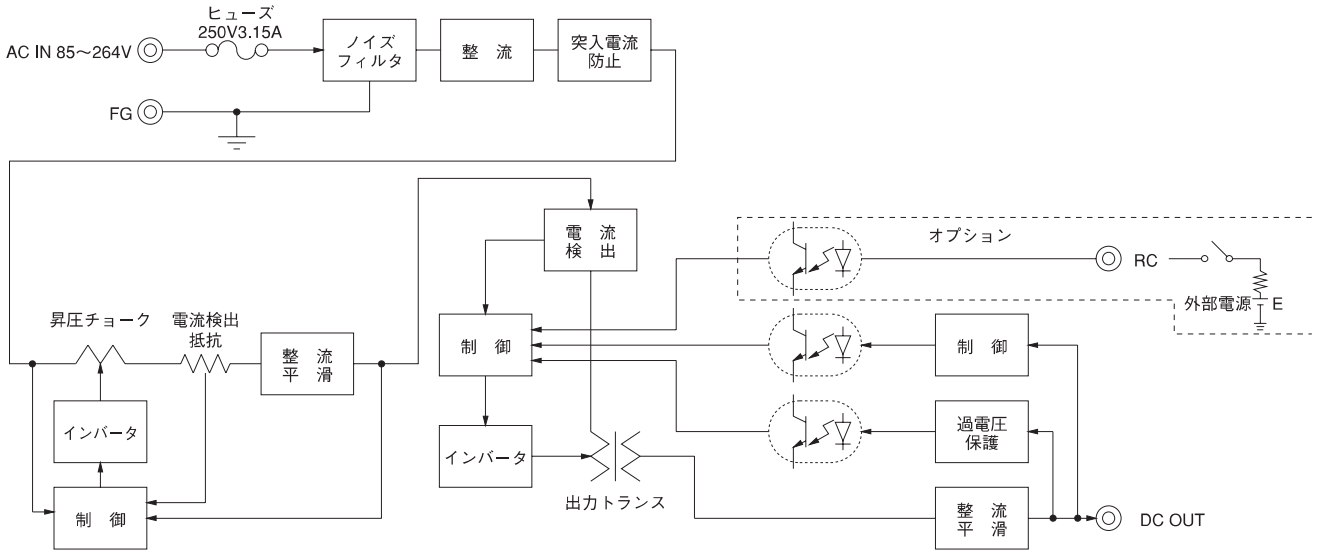 ヒューズ
250V3.15A
AC IN 85～264V
ノイズ
フィルタ
整 流
突入電流
防止
FG
電 流
検 出
オプション
RC
外部電源
E
昇圧チョーク
電流検出
抵抗
整 流
平 滑
制 御
制 御
インバータ
過電圧
保護
インバータ
出力トランス
制 御
整 流
平 滑
DC OUT